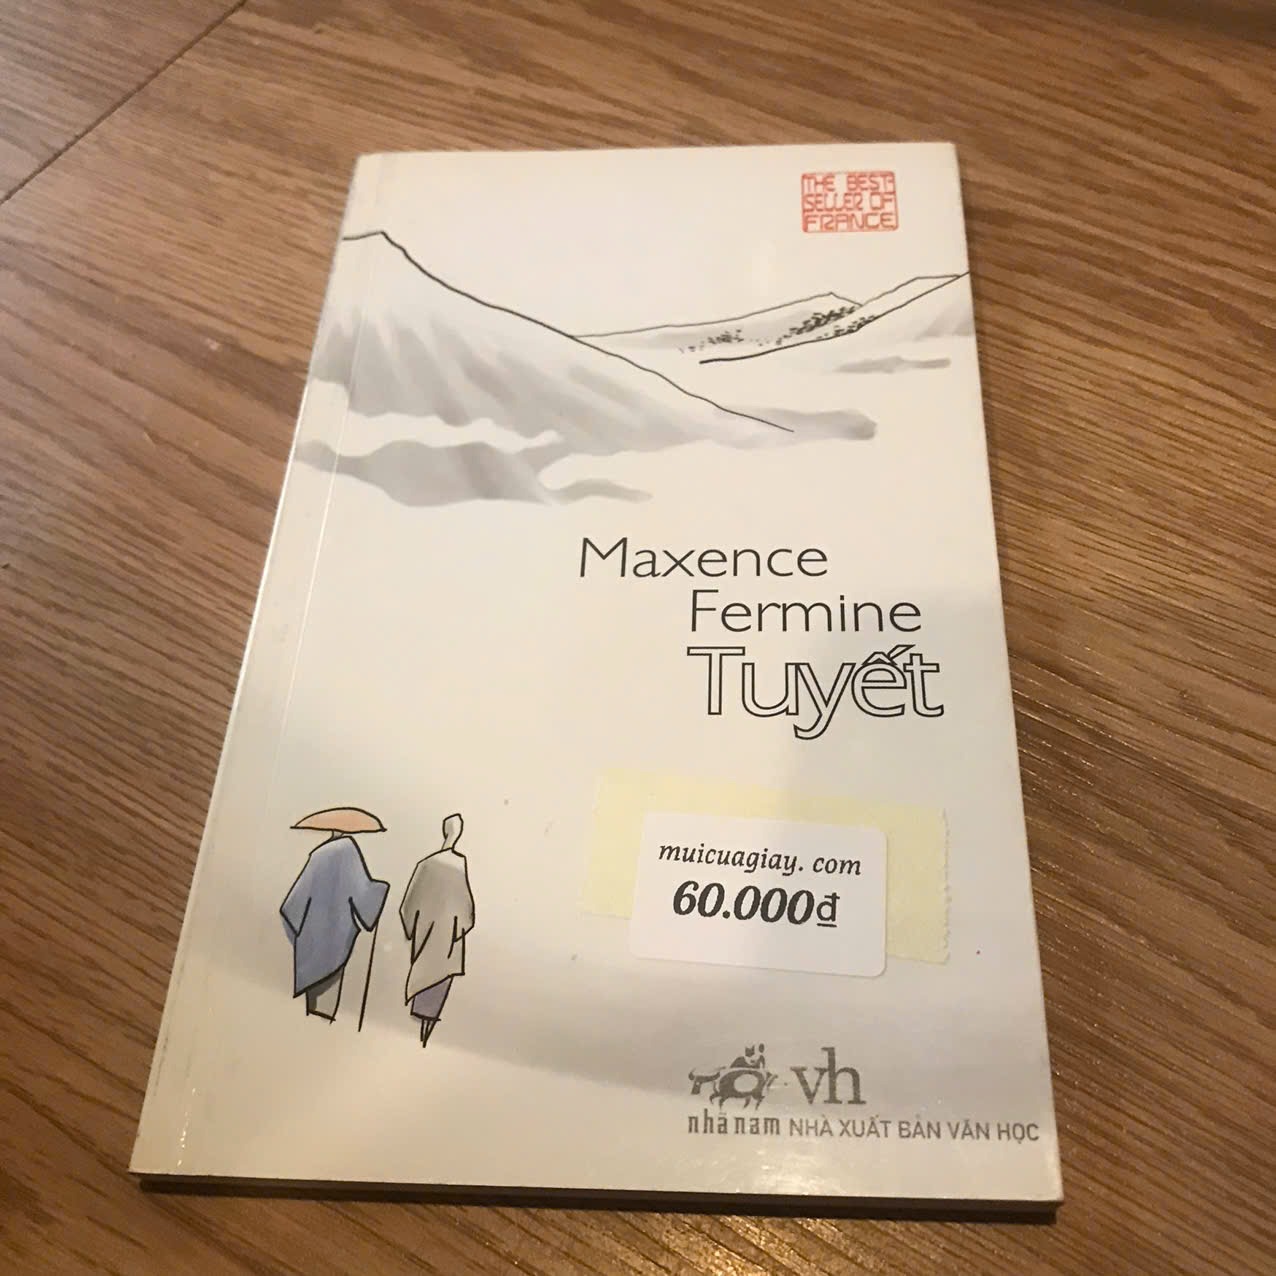 THE BEST-
SELLER OF
FRANCE
Maxence
Fermine
Tuyết
muicuagiay. com
60.000đ
vh
nhã nam NHÀ XUẤT BẢN VĂN HỌC